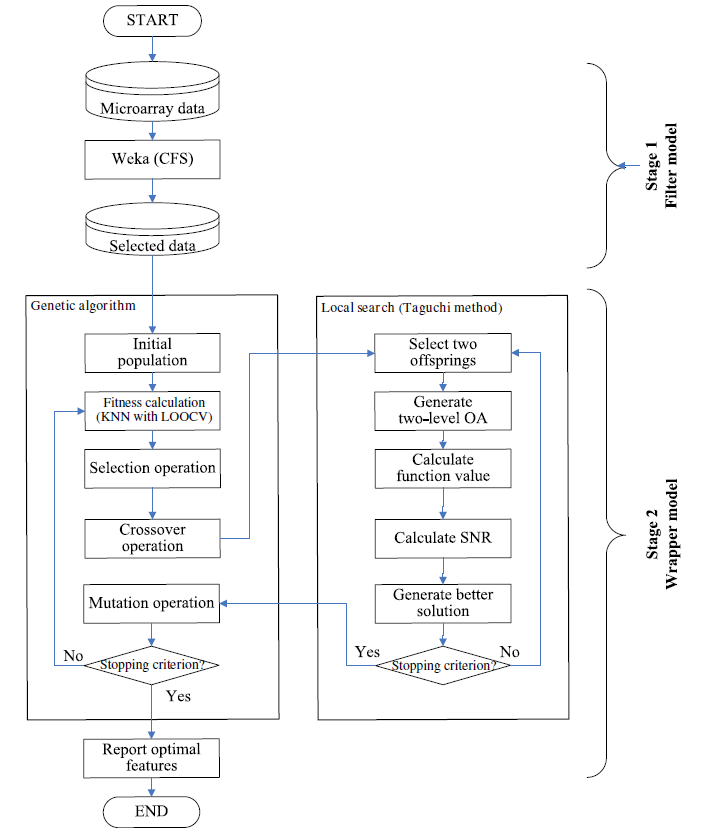 START
Microarray data
Weka (CFS)
Selected data
Stage 1
Filter model
Genetic algorithm
Initial
population
Fitness calculation
(KNN with LOOCV)
Selection operation
Crossover
operation
Mutation operation
Stopping criterion?
No
Yes
Local search (Taguchi method)
Select two
offsprings
Generate
two-level OA
Calculate
function value
Calculate SNR
Generate better
solution
Stopping criterion?
Yes
No
Stage 2
Wrapper model
Report optimal
features
END